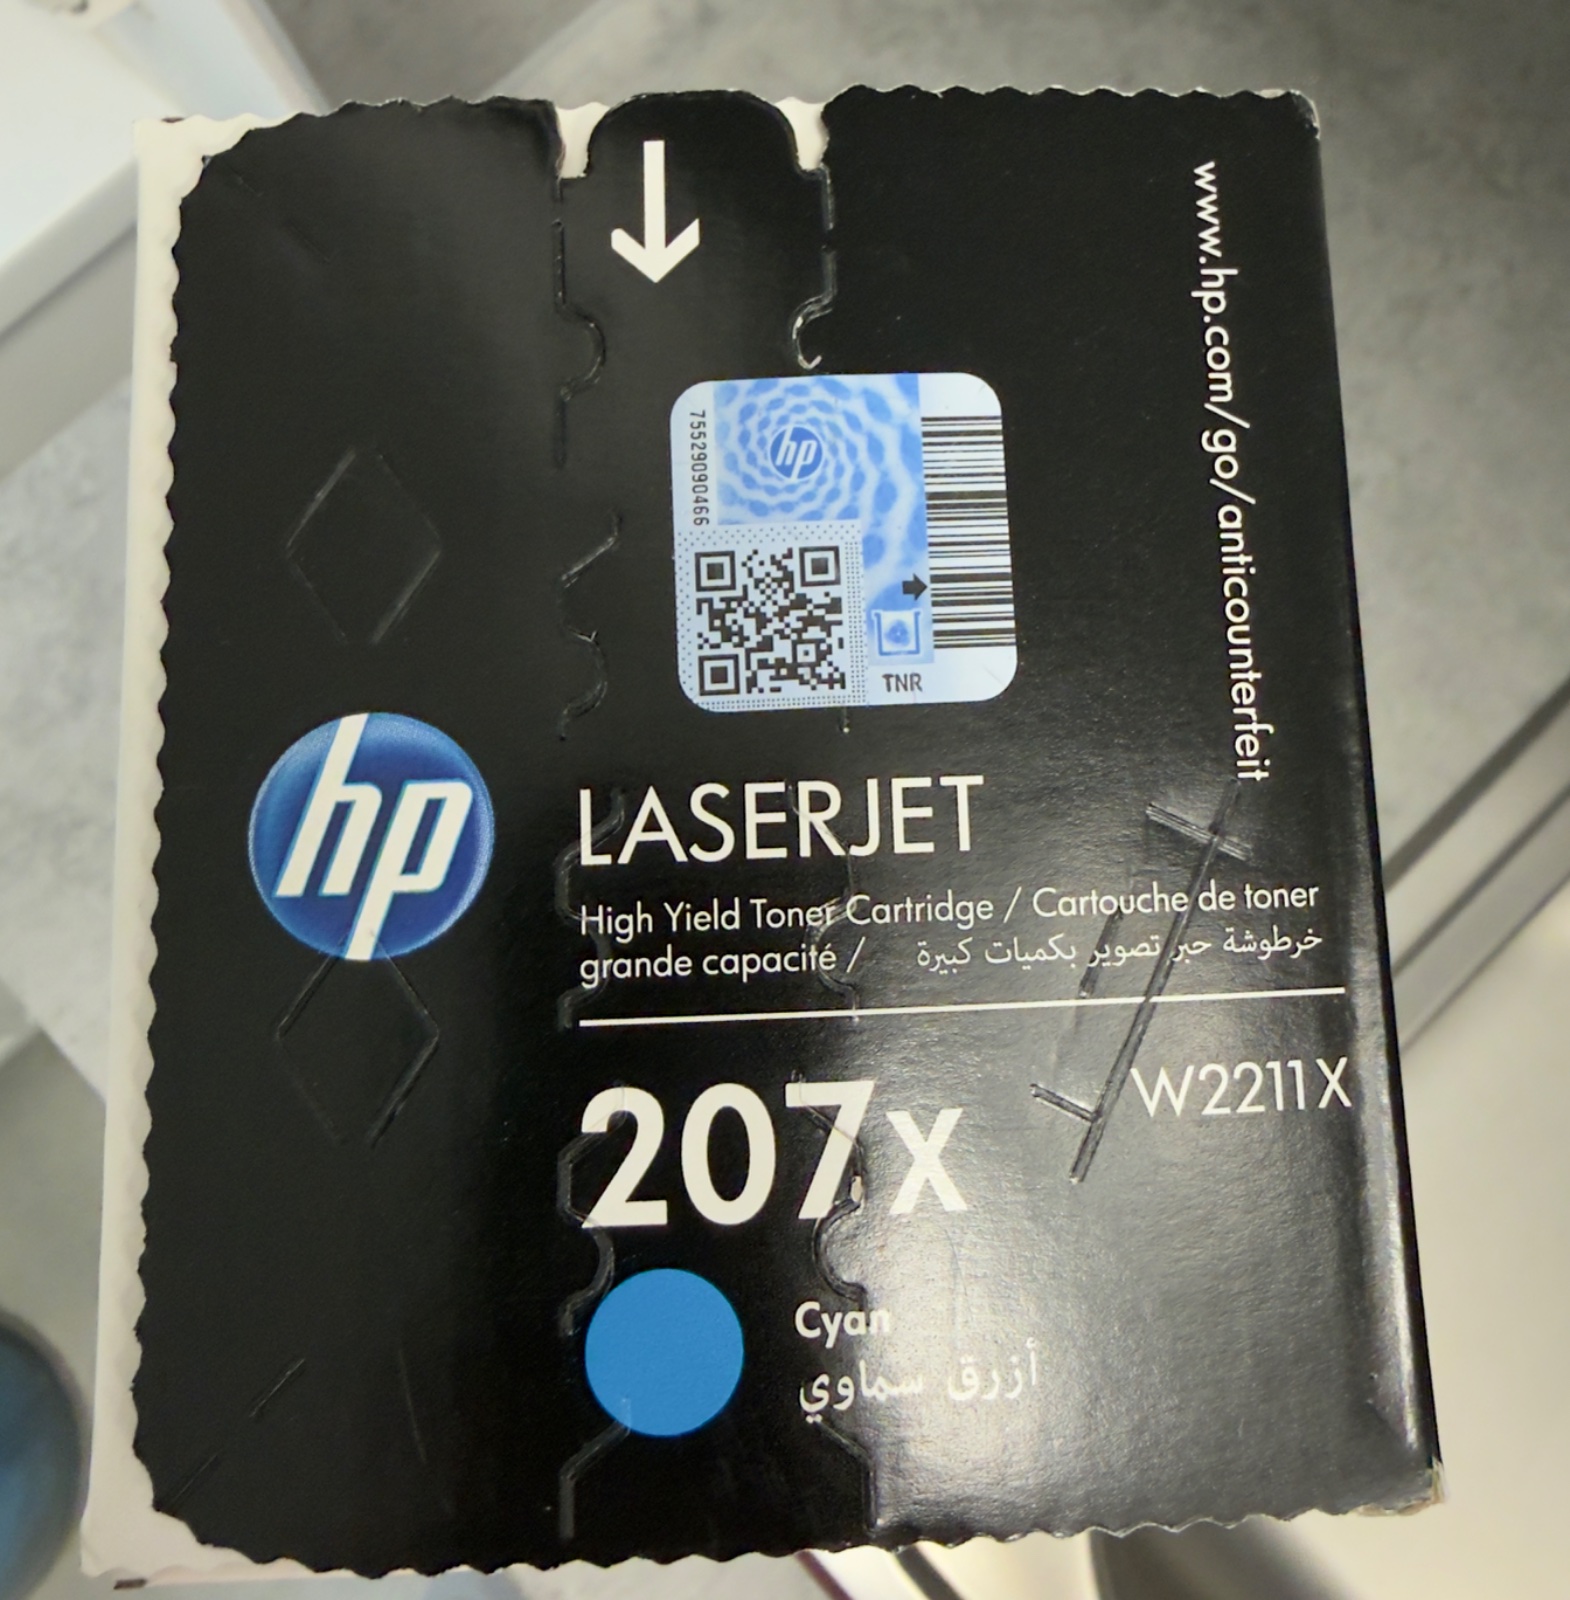 www.hp.com/go/anticounterfeit
75529090466
hp
TNR
hp
LASERJET
High Yield Toner Cartridge / Cartouche de toner
grande capacité / خرطوشة حبر تصوير بكميات كبيرة
207X
W2211X
Cyan
أزرق سماوي